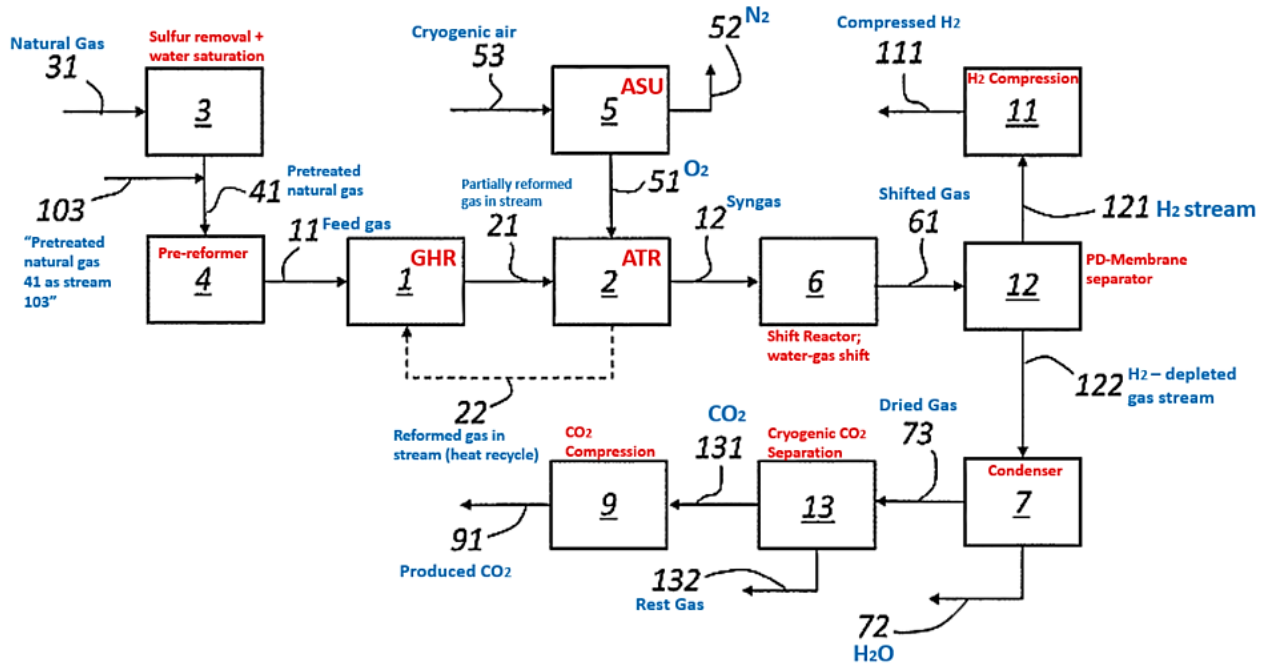 Natural Gas
31
Sulfur removal +
water saturation
3
Cryogenic air
53
ASU
5
52
N2
Compressed H2
111
H2 Compression
11
103
41
Pretreated
natural gas
"Pretreated
natural gas
41 as stream
103"
Pre-reformer
4
11
Feed gas
GHR
1
Partially reformed
gas in stream
21
51
O2
ATR
2
12
Syngas
6
Shift Reactor;
water-gas shift
Shifted Gas
61
121
H2 stream
12
PD-Membrane
separator
122
H2 – depleted
gas stream
22
Reformed gas in
stream (heat recycle)
CO2
Compression
9
91
Produced CO2
CO2
131
Cryogenic CO2
Separation
13
132
Rest Gas
Dried Gas
73
Condenser
7
72
H2O